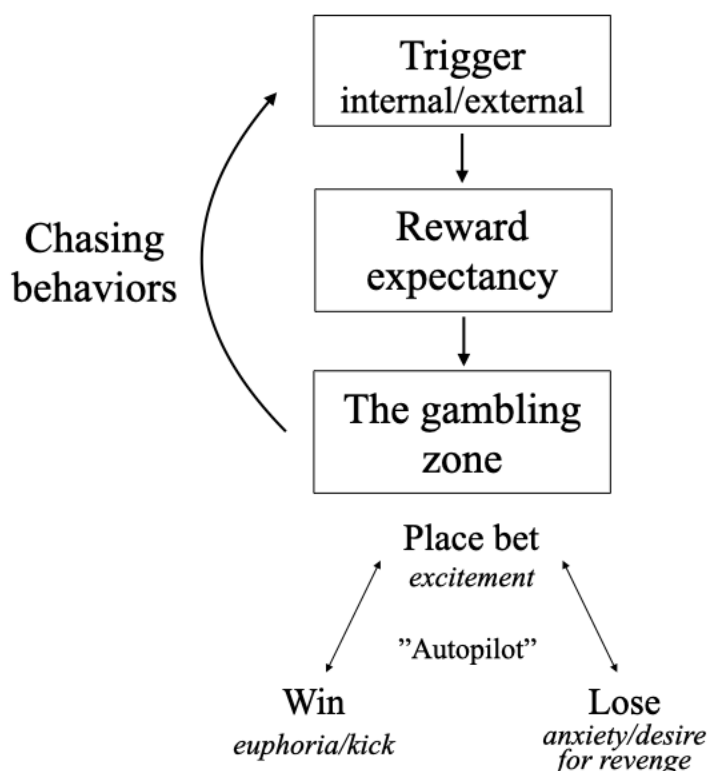 Trigger
internal/external
Reward
expectancy
Chasing
behaviors
The gambling
zone
Place bet
excitement
”Autopilot”
Win
euphoria/kick
Lose
anxiety/desire
for revenge